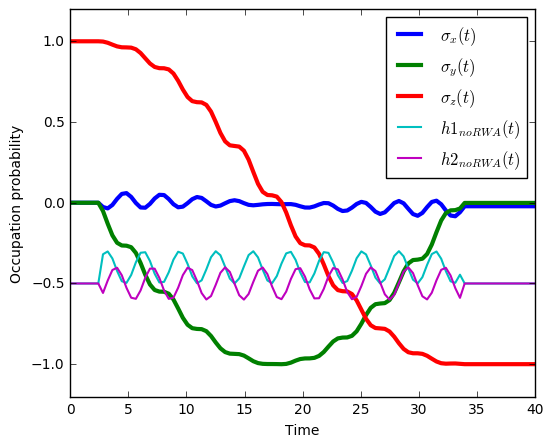 1.0
0.5
0.0
−0.5
−1.0
Occupation probability
0
5
10
15
20
25
30
35
40
Time
σx(t)
σy(t)
σz(t)
h1noRWA(t)
h2noRWA(t)